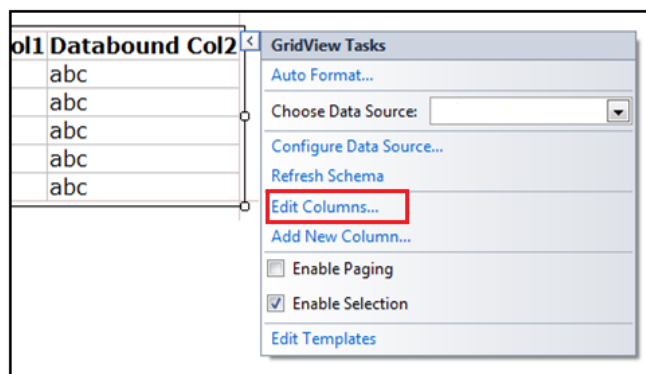 ol1 Databound Col2
abc
abc
abc
abc
abc
GridView Tasks
Auto Format...
Choose Data Source:
Configure Data Source...
Refresh Schema
Edit Columns...
Add New Column...
Enable Paging
Enable Selection
Edit Templates